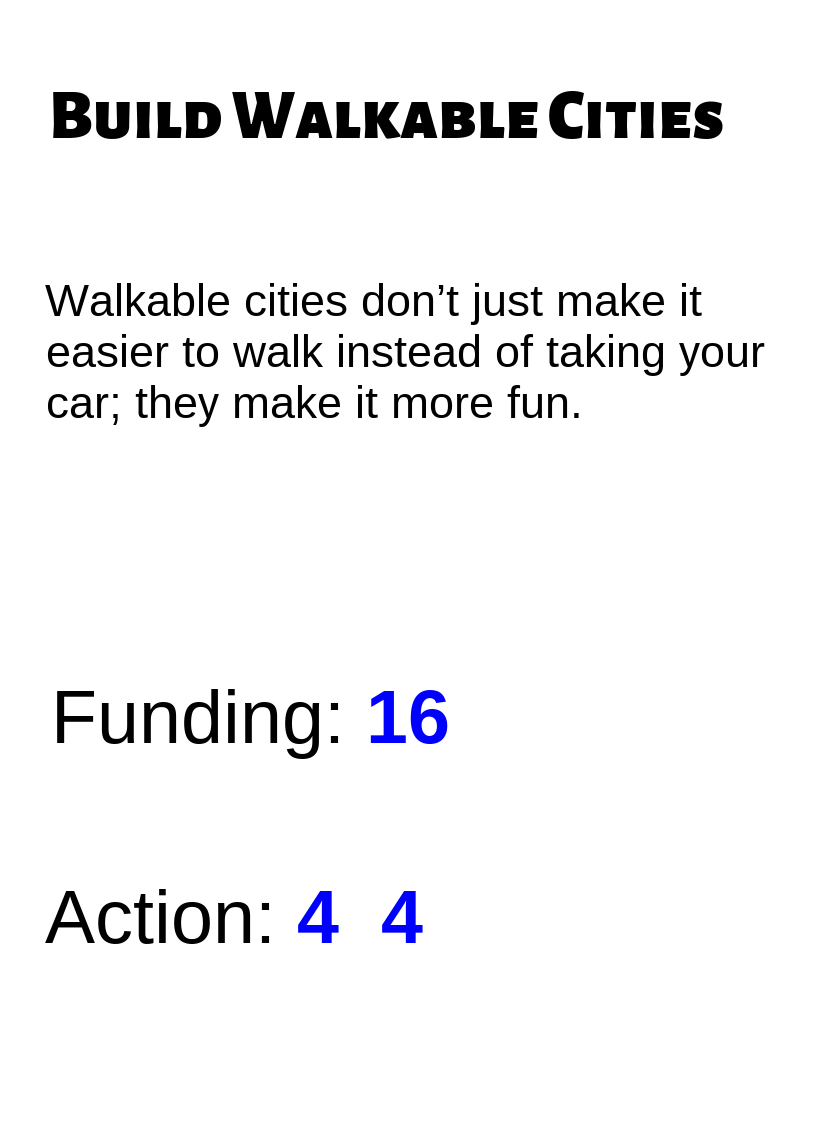 Build Walkable Cities
Walkable cities don’t just make it
easier to walk instead of taking your
car; they make it more fun.
Funding: 16
Action: 4 4